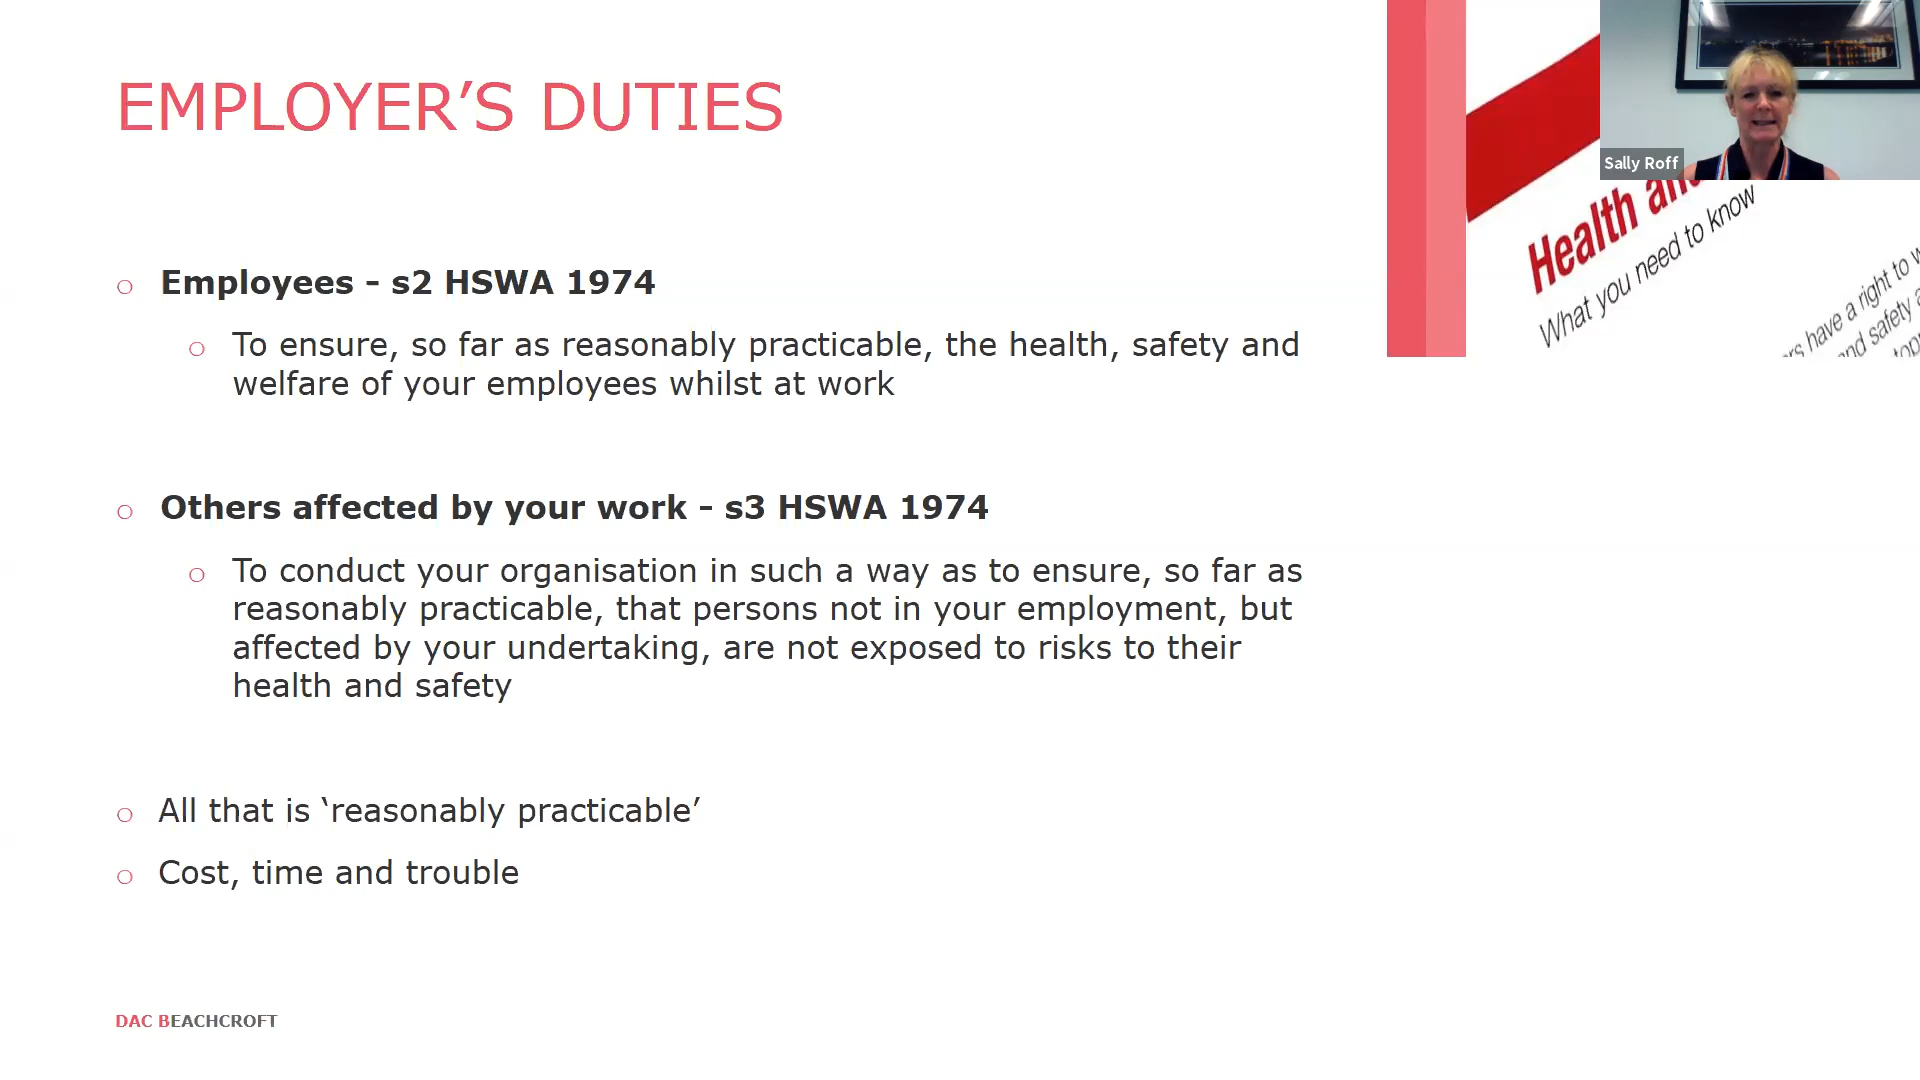 EMPLOYER’S DUTIES
Employees - s2 HSWA 1974
To ensure, so far as reasonably practicable, the health, safety and
welfare of your employees whilst at work
Others affected by your work - s3 HSWA 1974
To conduct your organisation in such a way as to ensure, so far as
reasonably practicable, that persons not in your employment, but
affected by your undertaking, are not exposed to risks to their
health and safety
All that is ‘reasonably practicable’
Cost, time and trouble
DAC BEACHCROFT
Sally Roff
Health
What you need to know
have a right to
safety